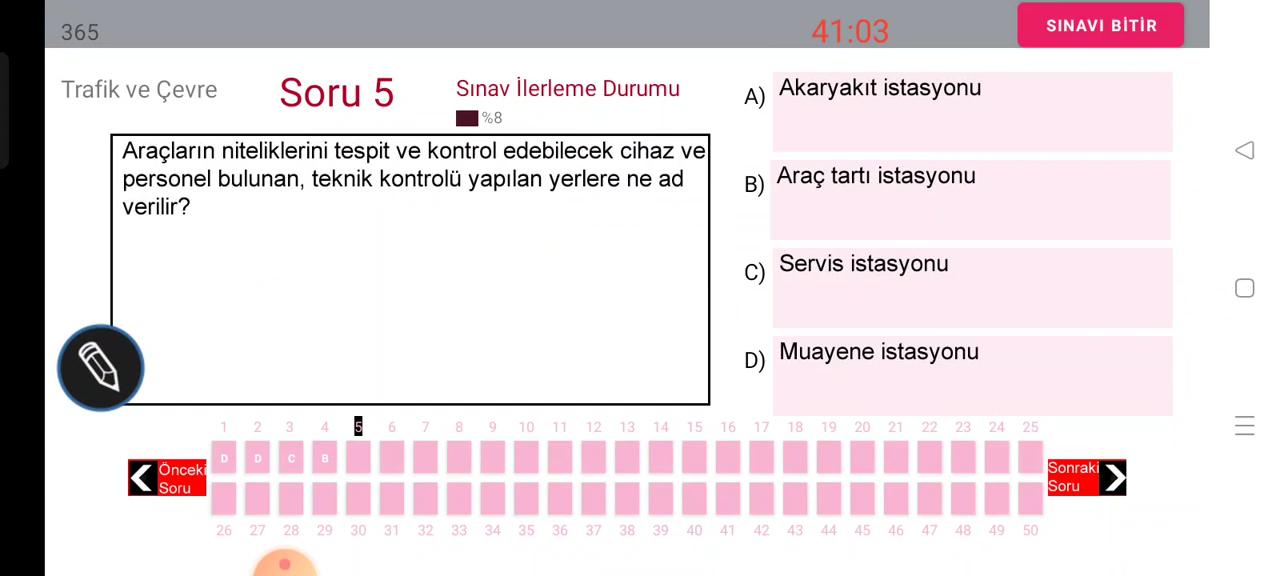 365
41:03
SINAVI BİTİR
Trafik ve Çevre
Soru 5
Sınav İlerleme Durumu
%8
Araçların niteliklerini tespit ve kontrol edebilecek cihaz ve
personel bulunan, teknik kontrolü yapılan yerlere ne ad
verilir?
A) Akaryakıt istasyonu
B) Araç tartı istasyonu
C) Servis istasyonu
D) Muayene istasyonu
1 2 3 4 5 6 7 8 9 10 11 12 13 14 15 16 17 18 19 20 21 22 23 24 25
D D C B
Önceki
Soru
Sonraki
Soru
26 27 28 29 30 31 32 33 34 35 36 37 38 39 40 41 42 43 44 45 46 47 48 49 50